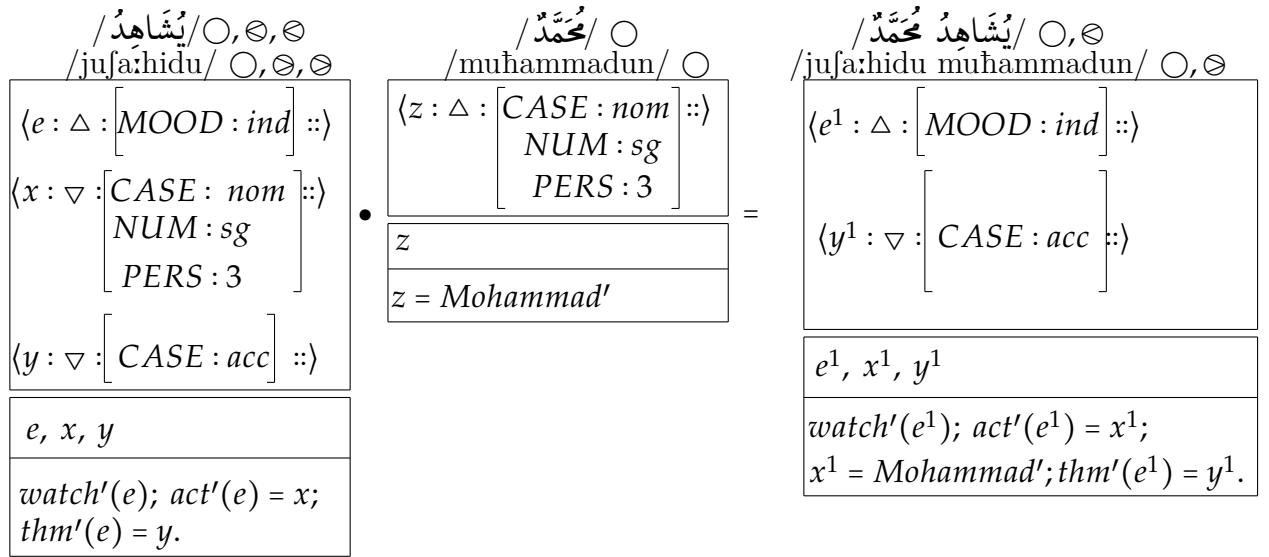 /يُشَاهِدُ/○,⧀,⧀
/juʃaːhidu/ ○,⧁,⧁
⟨e : △ : [MOOD : ind] ::⟩
⟨x : ▽ : [CASE : nom ::⟩
NUM : sg
PERS : 3]
⟨y : ▽ : [CASE : acc] ::⟩
e, x, y
watch′(e); act′(e) = x;
thm′(e) = y.
•
/مُحَمَّدٌ/ ○
/muħammadun/ ○
⟨z : △ : [CASE : nom ::⟩
NUM : sg
PERS : 3]
z
z = Mohammad′
=
/يُشَاهِدُ مُحَمَّدٌ/ ○,⧀
/juʃaːhidu muħammadun/ ○,⧁
⟨e¹ : △ : [MOOD : ind] ::⟩
⟨y¹ : ▽ : [CASE : acc] ::⟩
e¹, x¹, y¹
watch′(e¹); act′(e¹) = x¹;
x¹ = Mohammad′; thm′(e¹) = y¹.